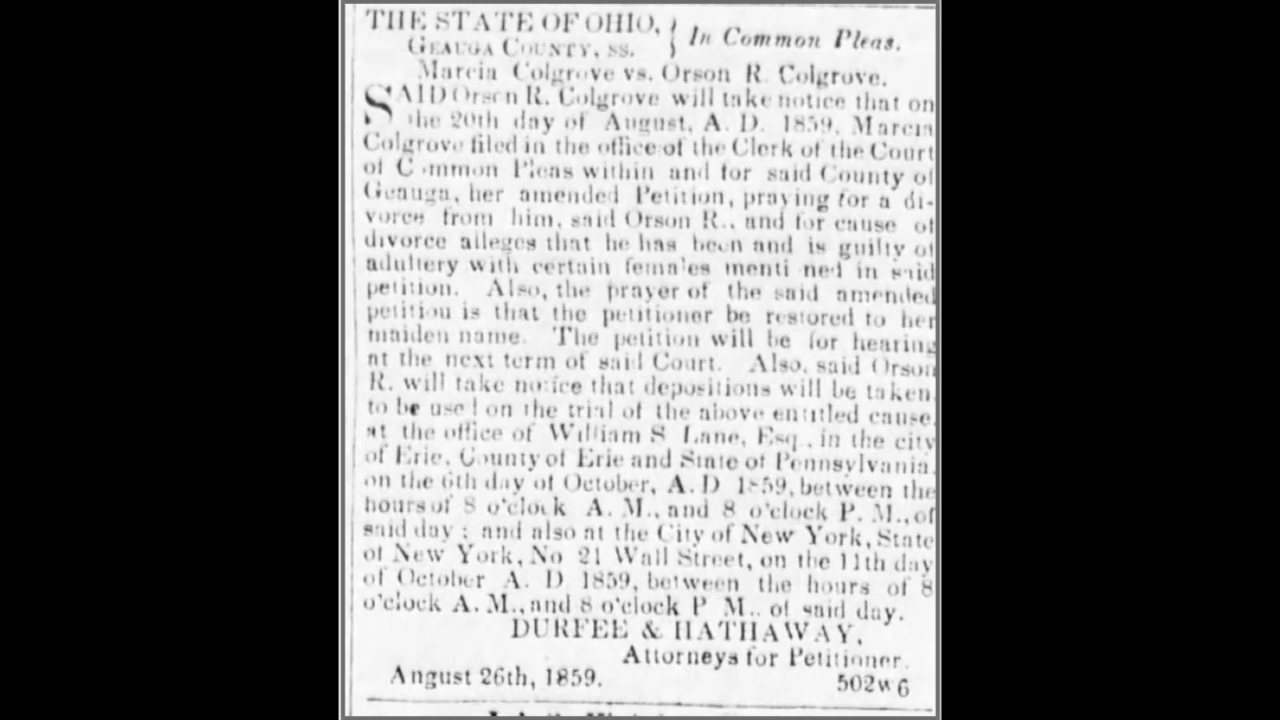 THE STATE OF OHIO, } In Common Pleas.
GEAUGA COUNTY, ss.
Marcia Colgrove vs. Orson R. Colgrove.
SAID Orson R. Colgrove will take notice that on
the 20th day of August, A. D. 1859, Marcia
Colgrove filed in the office of the Clerk of the Court
of Common Pleas within and for said County of
Geauga, her amended Petition, praying for a di-
vorce from him, said Orson R., and for cause of
divorce alleges that he has been and is guilty of
adultery with certain females menti ned in said
petition. Also, the prayer of the said amended
petition is that the petitioner be restored to her
maiden name. The petition will be for hearing
at the next term of said Court. Also, said Orson
R. will take notice that depositions will be taken,
to be used on the trial of the above entitled cause,
at the office of William S. Lane, Esq., in the city
of Erie, County of Erie and State of Pennsylvania,
on the 6th day of October, A. D 1859, between the
hours of 8 o'clock A. M., and 8 o'clock P. M., of
said day; and also at the City of New York, State
of New York, No 21 Wall Street, on the 11th day
of October A. D 1859, between the hours of 8
o'clock A. M., and 8 o'clock P. M., of said day.
DURFEE & HATHAWAY,
Attorneys for Petitioner.
August 26th, 1859. 502w6